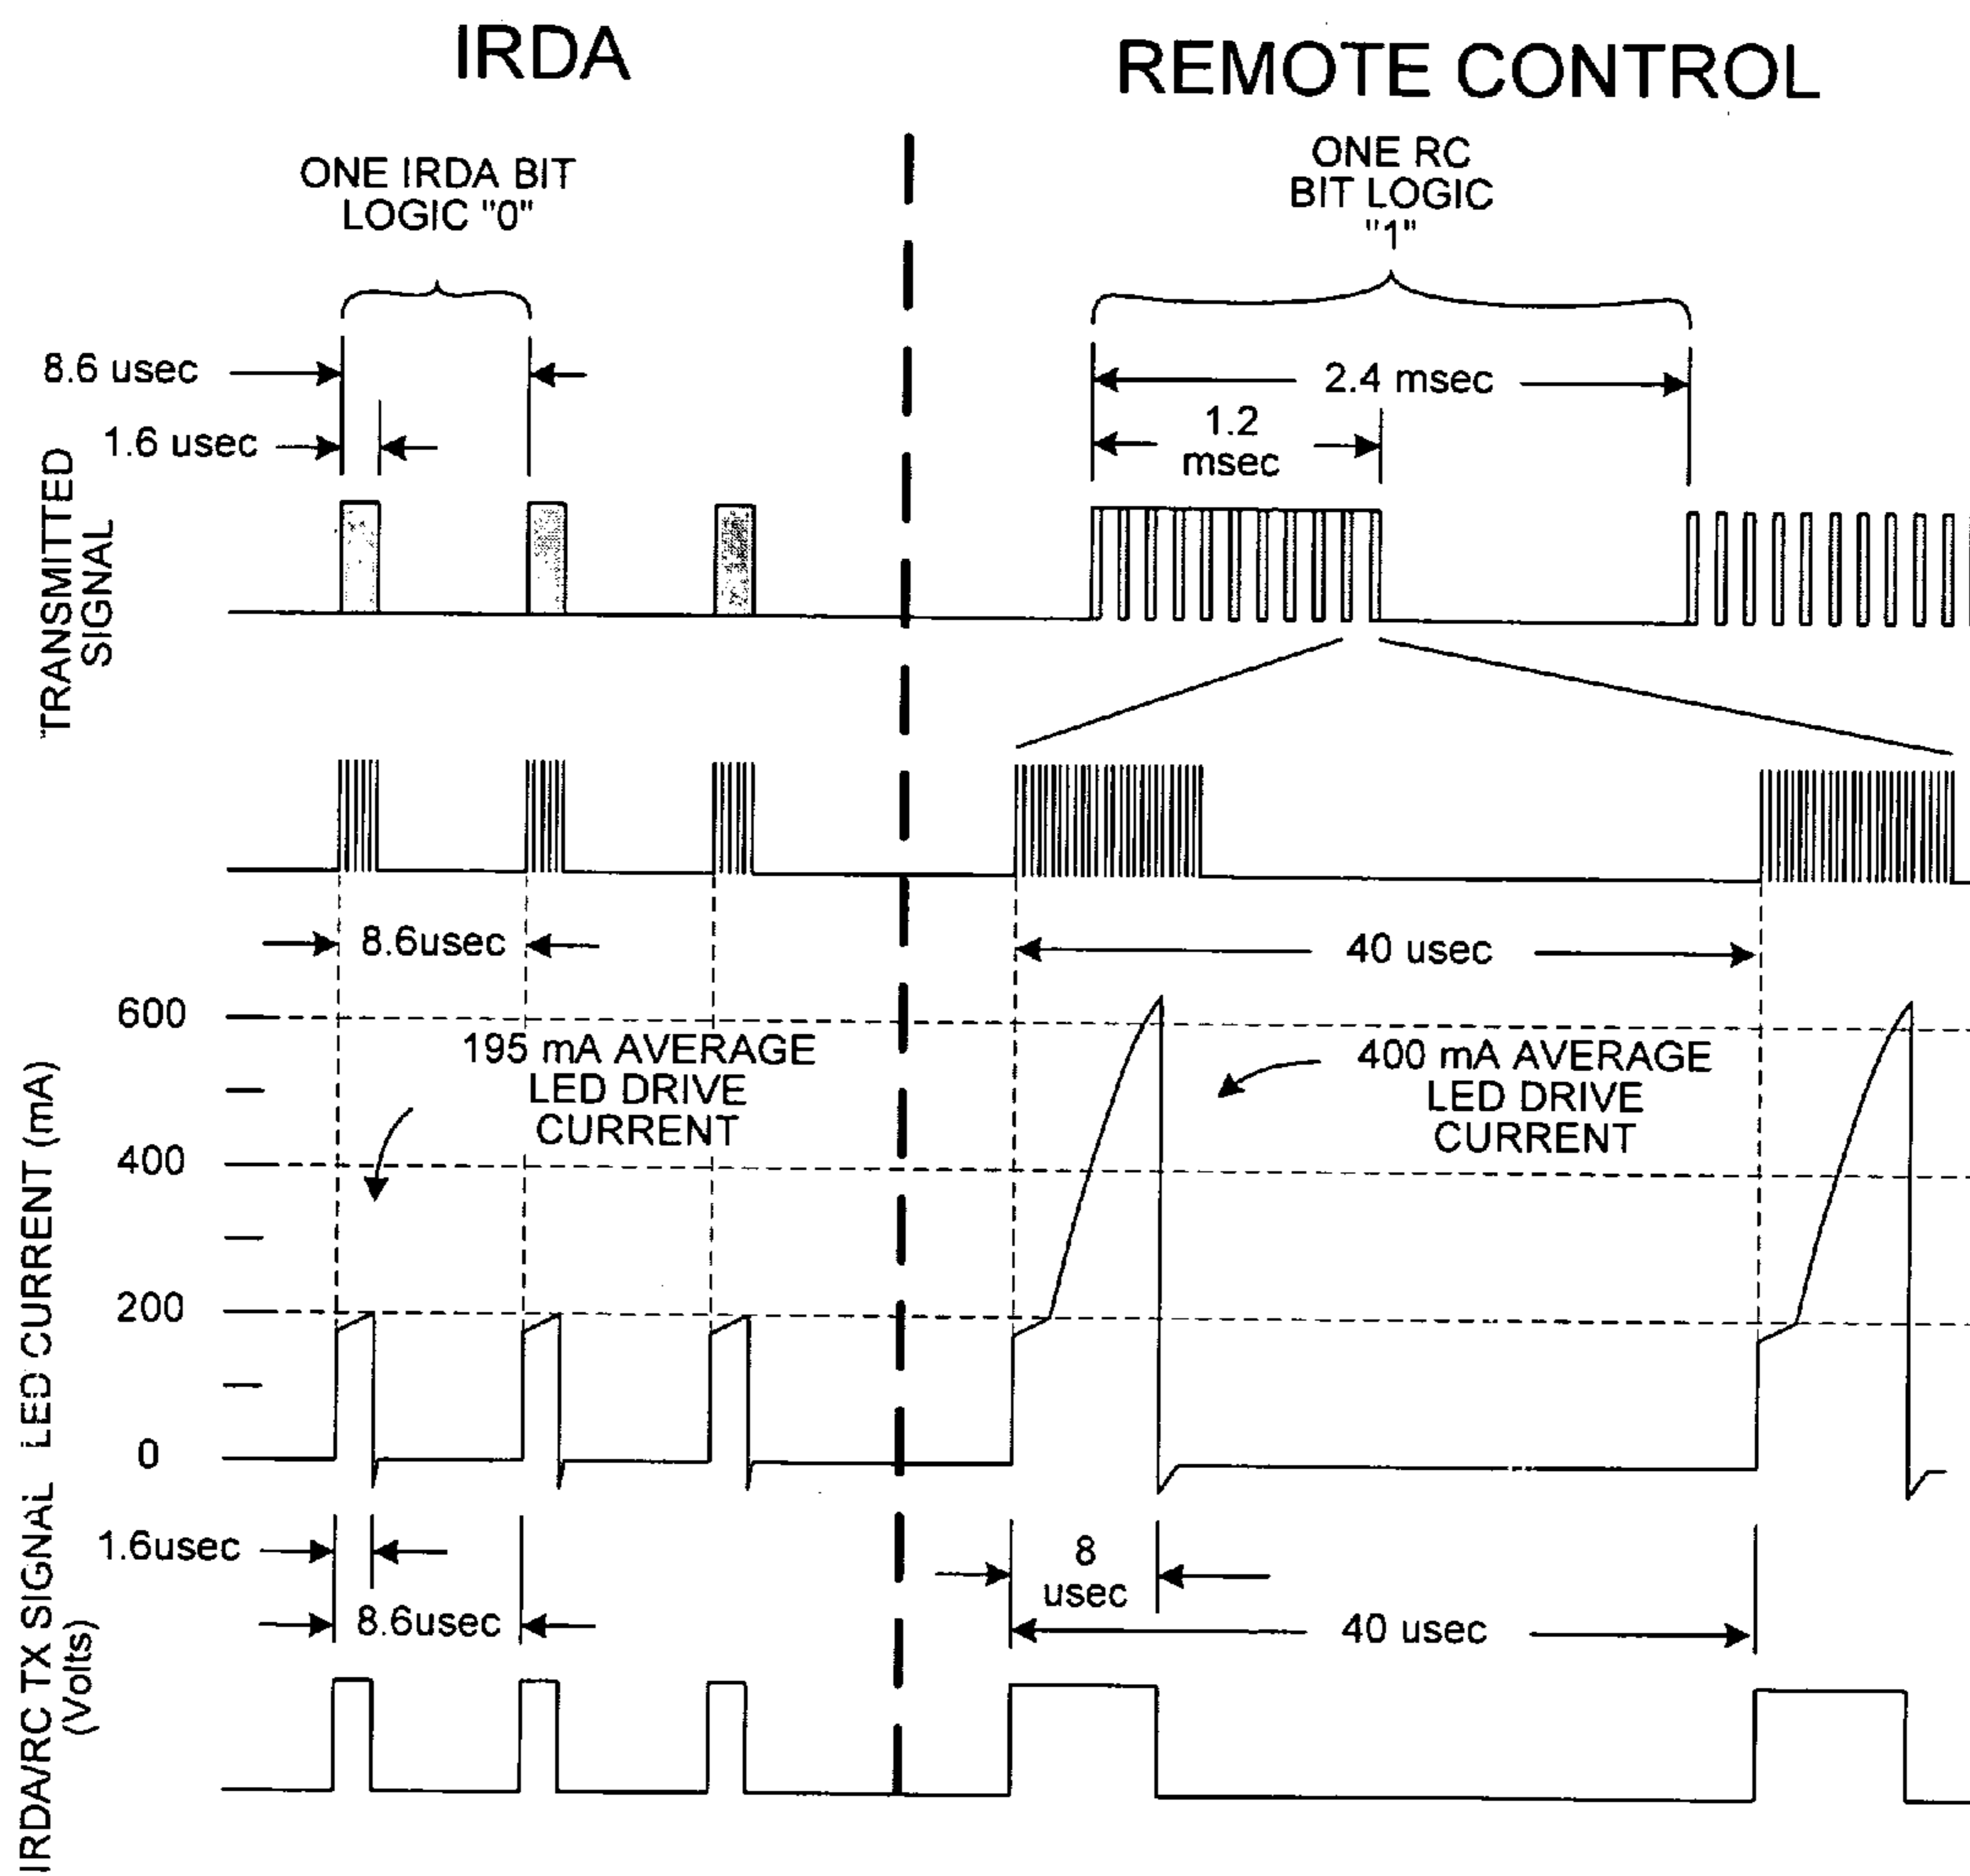 IRDA
REMOTE CONTROL
ONE IRDA BIT
LOGIC "0"
ONE RC
BIT LOGIC
"1"
8.6 usec
2.4 msec
1.6 usec
1.2
msec
TRANSMITTED
SIGNAL
8.6usec
40 usec
600
195 mA AVERAGE
LED DRIVE
CURRENT
400 mA AVERAGE
LED DRIVE
CURRENT
400
200
0
LED CURRENT (mA)
1.6usec
8
usec
8.6usec
40 usec
IRDA/RC TX SIGNAL
(Volts)